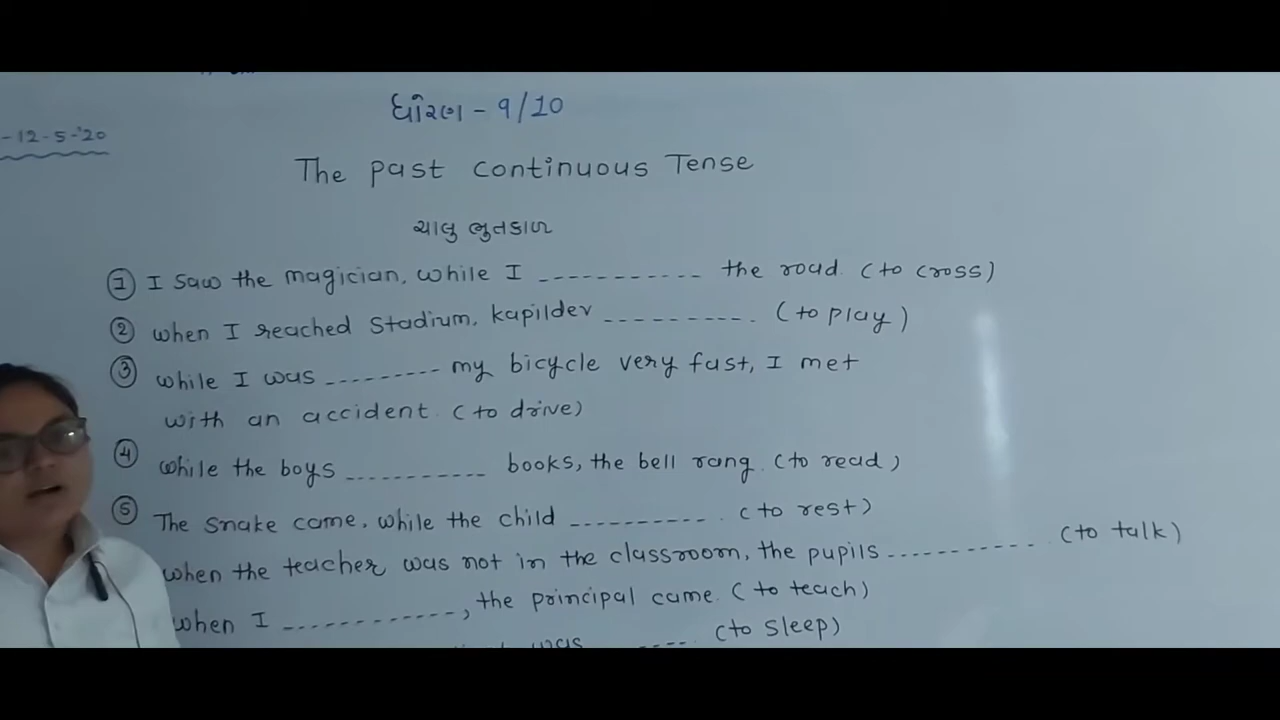 -12-5-'20
ધોરણ - 9/10
The past continuous Tense
ચાલુ ભુતકાળ
① I saw the magician, while I ----------- the road. (to cross)
② when I reached stadium, kapildev ----------. (to play)
③ while I was --------- my bicycle very fast, I met
with an accident. (to drive)
④ while the boys ----------- books, the bell rang. (to read)
⑤ The snake came, while the child ----------. (to rest)
when the teacher was not in the classroom, the pupils -----------. (to talk)
when I ------------, the principal came. (to teach)
was ----. (to sleep)